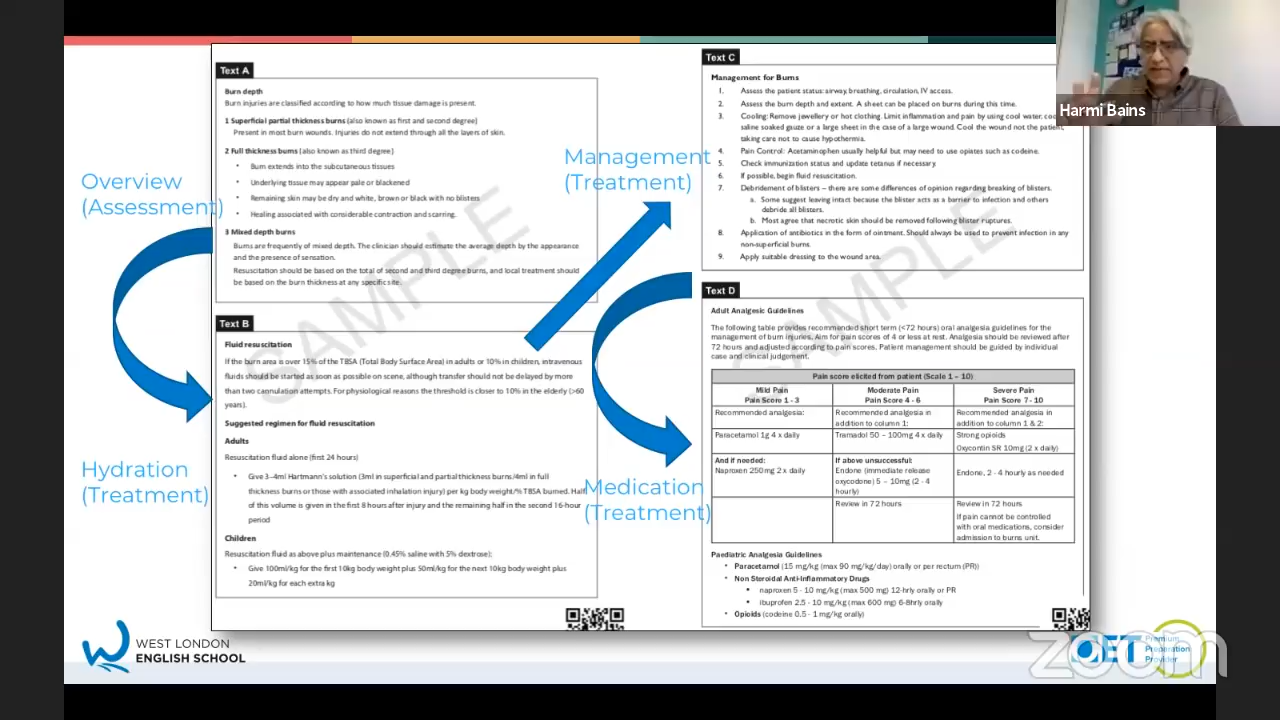 Overview
(Assessment)
Hydration
(Treatment)
Text A
Burn depth
Burn injuries are classified according to how much tissue damage is present.
1 Superficial partial thickness burns (also known as first and second degree)
Present in most burn wounds. Injuries do not extend through all the layers of skin.
2 Full thickness burns (also known as third degree)
• Burn extends into the subcutaneous tissues
• Underlying tissue may appear pale or blackened
• Remaining skin may be dry and white, brown or black with no blisters
• Healing associated with considerable contraction and scarring.
3 Mixed depth burns
Burns are frequently of mixed depth. The clinician should estimate the average depth by the appearance
and the presence of sensation.
Resuscitation should be based on the total of second and third degree burns, and local treatment should
be based on the burn thickness at any specific site.
SAMPLE
Text B
Fluid resuscitation
If the burn area is over 15% of the TBSA (Total Body Surface Area) in adults or 10% in children, intravenous
fluids should be started as soon as possible on scene, although transfer should not be delayed by more
than two cannulation attempts. For physiological reasons the threshold is closer to 10% in the elderly (>60
years).
Suggested regimen for fluid resuscitation
Adults
Resuscitation fluid alone (first 24 hours)
• Give 3–4ml Hartmann's solution (3ml in superficial and partial thickness burns/4ml in full
thickness burns or those with associated inhalation injury) per kg body weight/% TBSA burned. Half
of this volume is given in the first 8 hours after injury and the remaining half in the second 16-hour
period
Children
Resuscitation fluid as above plus maintenance (0.45% saline with 5% dextrose):
• Give 100ml/kg for the first 10kg body weight plus 50ml/kg for the next 10kg body weight plus
20ml/kg for each extra kg
Management
(Treatment)
Medication
(Treatment)
Text C
Management for Burns
1. Assess the patient status: airway, breathing, circulation, IV access.
2. Assess the burn depth and extent. A sheet can be placed on burns during this time.
3. Cooling: Remove jewellery or hot clothing. Limit inflammation and pain by using cool water,
saline soaked gauze or a large sheet in the case of a large wound. Cool the wound not the patient,
taking care not to cause hypothermia.
4. Pain Control: Acetaminophen usually helpful but may need to use opiates such as codeine.
5. Check immunization status and update tetanus if necessary.
6. If possible, begin fluid resuscitation.
7. Debridement of blisters – there are some differences of opinion regarding breaking of blisters.
a. Some suggest leaving intact because the blister acts as a barrier to infection and others
debride all blisters.
b. Most agree that necrotic skin should be removed following blister ruptures.
8. Application of antibiotics in the form of ointment. Should always be used to prevent infection in any
non-superficial burns.
9. Apply suitable dressing to the wound area.
SAMPLE
Text D
Adult Analgesic Guidelines
The following table provides recommended short term (<72 hours) oral analgesia guidelines for the
management of burn injuries. Aim for pain scores of 4 or less at rest. Analgesia should be reviewed after
72 hours and adjusted according to pain scores. Patient management should be guided by individual
case and clinical judgement.
Pain score elicited from patient (Scale 1 – 10)
Mild Pain
Pain Score 1 - 3
Moderate Pain
Pain Score 4 - 6
Severe Pain
Pain Score 7 - 10
Recommended analgesia:
Recommended analgesia in
addition to column 1:
Recommended analgesia in
addition to column 1 & 2:
Paracetamol 1g 4 x daily
Tramadol 50 – 100mg 4 x daily
Strong opioids
Oxycontin SR 10mg (2 x daily)
And if needed:
Naproxen 250mg 2 x daily
If above unsuccessful:
Endone (immediate release
oxycodone) 5 – 10mg (2 - 4
hourly)
Endone, 2 - 4 hourly as needed
Review in 72 hours
Review in 72 hours
If pain cannot be controlled
with oral medications, consider
admission to burns unit.
Paediatric Analgesia Guidelines
• Paracetamol (15 mg/kg (max 90 mg/kg/day) orally or per rectum (PR))
• Non Steroidal Anti-Inflammatory Drugs
naproxen 5 - 10 mg/kg (max 500 mg) 12-hrly orally or PR
ibuprofen 2.5 - 10 mg/kg (max 600 mg) 6-8hrly orally
• Opioids (codeine 0.5 - 1 mg/kg orally)
Harmi Bains
WEST LONDON
ENGLISH SCHOOL
OET
Premium
Preparation
Provider
zoom